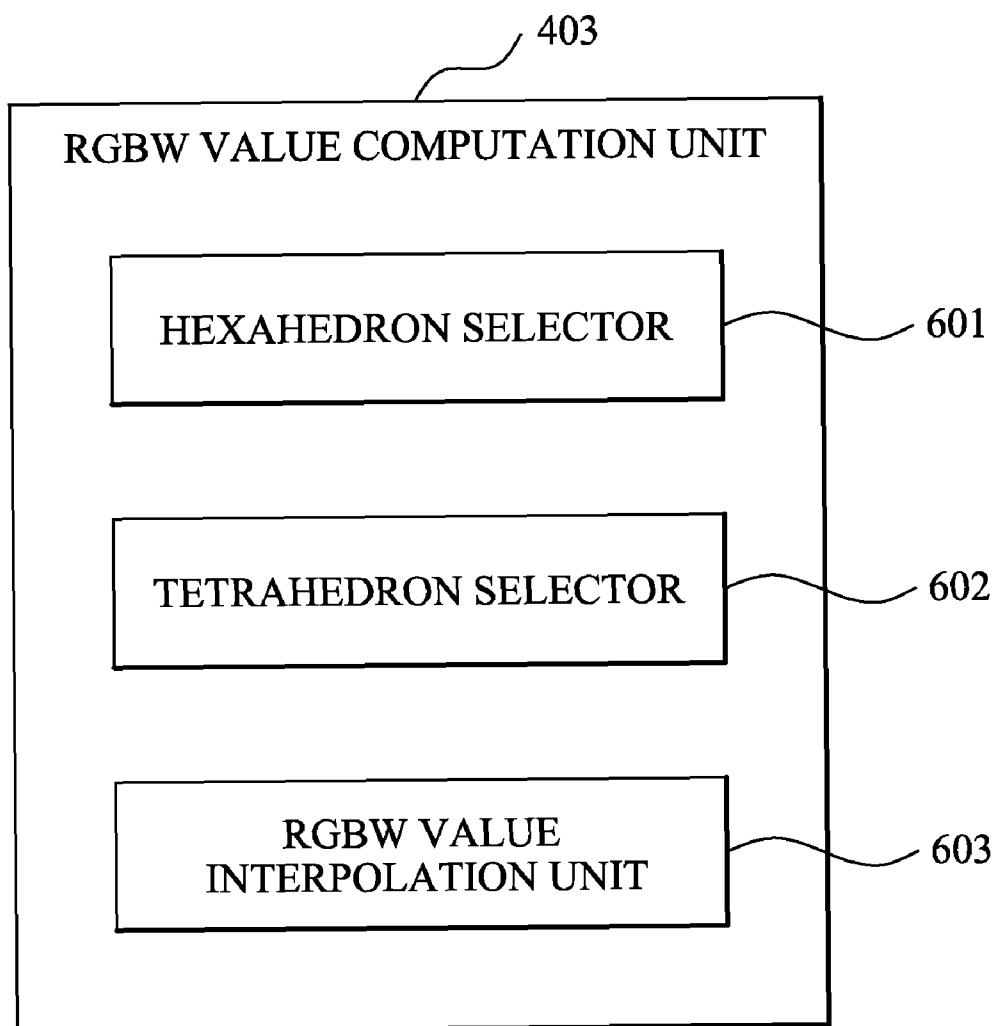 403
RGBW VALUE COMPUTATION UNIT
HEXAHEDRON SELECTOR
601
TETRAHEDRON SELECTOR
602
RGBW VALUE
INTERPOLATION UNIT
603